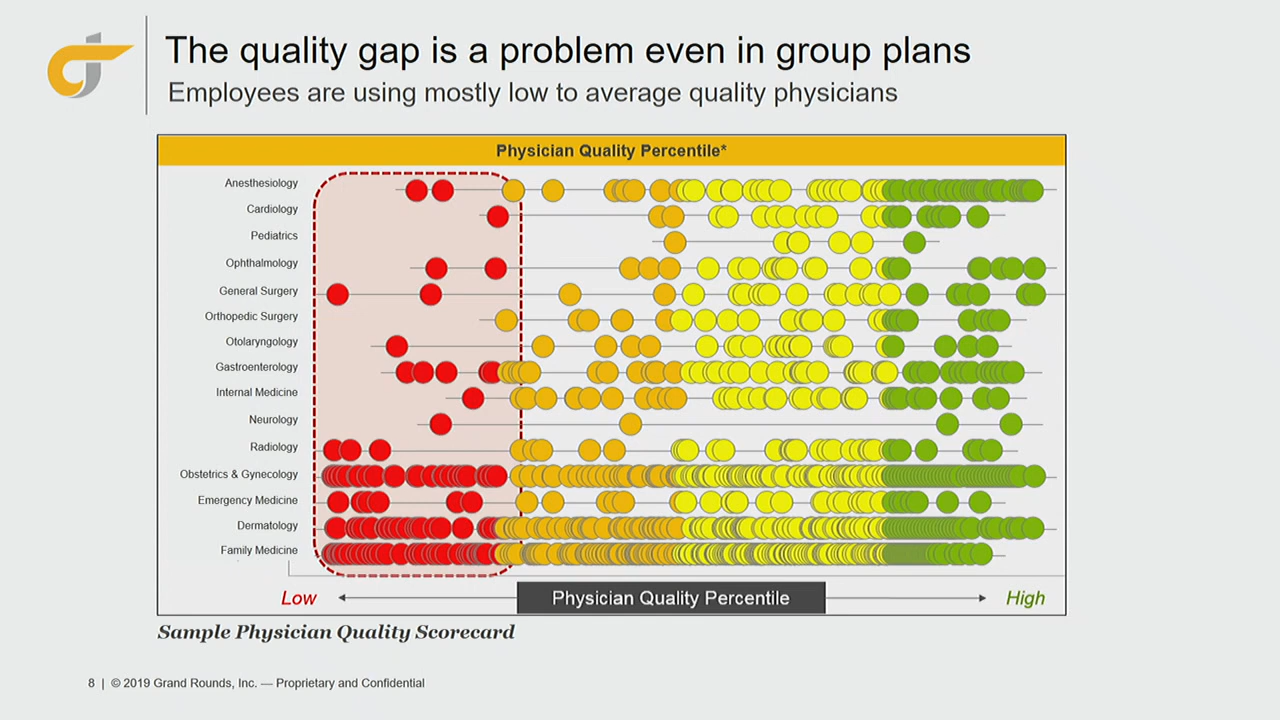 The quality gap is a problem even in group plans
Employees are using mostly low to average quality physicians
Physician Quality Percentile*
Anesthesiology
Cardiology
Pediatrics
Ophthalmology
General Surgery
Orthopedic Surgery
Otolaryngology
Gastroenterology
Internal Medicine
Neurology
Radiology
Obstetrics & Gynecology
Emergency Medicine
Dermatology
Family Medicine
Low
Physician Quality Percentile
High
Sample Physician Quality Scorecard
8 | © 2019 Grand Rounds, Inc. — Proprietary and Confidential